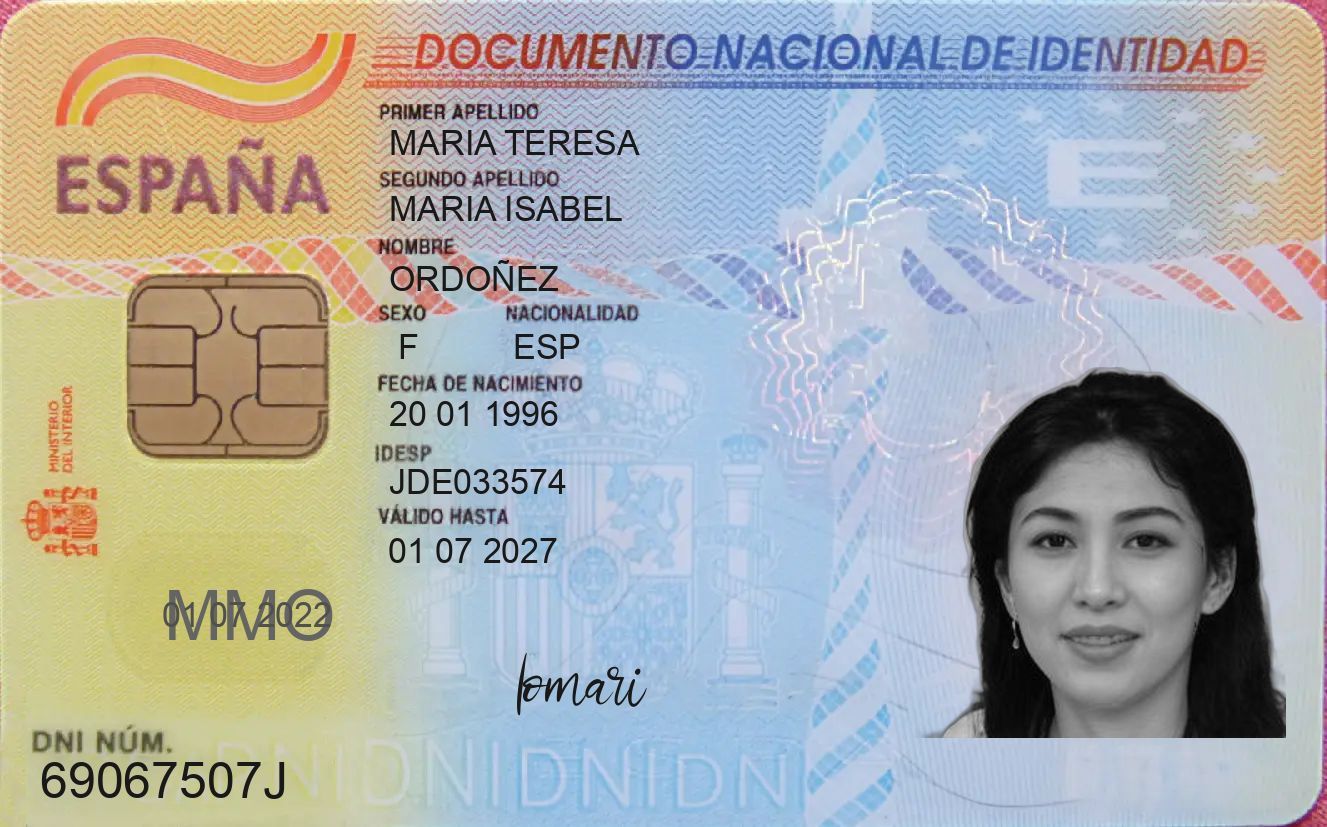 DOCUMENTO NACIONAL DE IDENTIDAD
ESPAÑA
PRIMER APELLIDO
MARIA TERESA
SEGUNDO APELLIDO
MARIA ISABEL
NOMBRE
ORDOÑEZ
SEXO NACIONALIDAD
F ESP
FECHA DE NACIMIENTO
20 01 1996
IDESP
JDE033574
VÁLIDO HASTA
01 07 2027
MINISTERIO
DEL INTERIOR
E
MMO
01 07 2022
DNI NÚM.
69067507J
DNIDNIDNIDNI